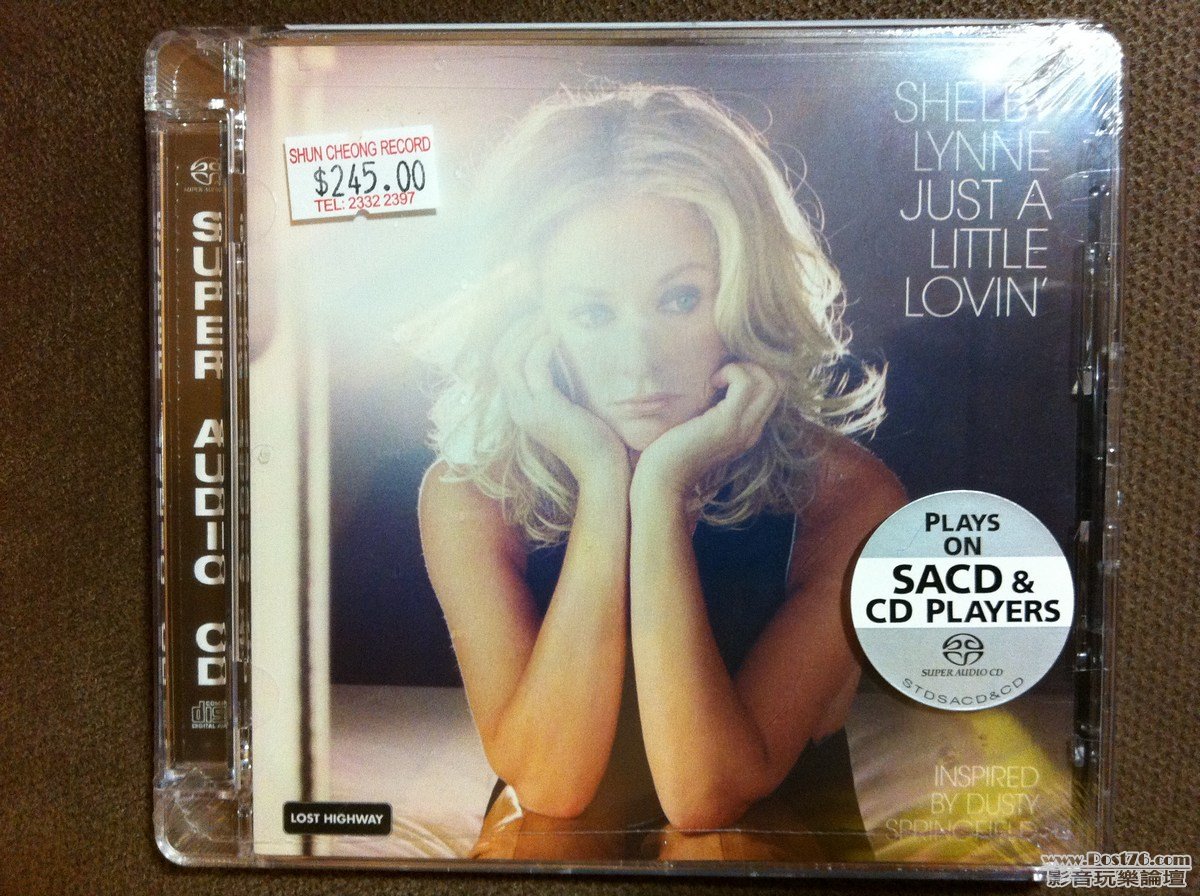 SHUN CHEONG RECORD
$245.00
TEL: 2332 2397
SHELBY
LYNNE
JUST A
LITTLE
LOVIN'
SUPER AUDIO CD
PLAYS
ON
SACD &
CD PLAYERS
SUPER AUDIO CD
STDSACD&CD
LOST HIGHWAY
INSPIRED
BY DUSTY
SPRINGFIELD
www.Post76.com
影音玩樂論壇